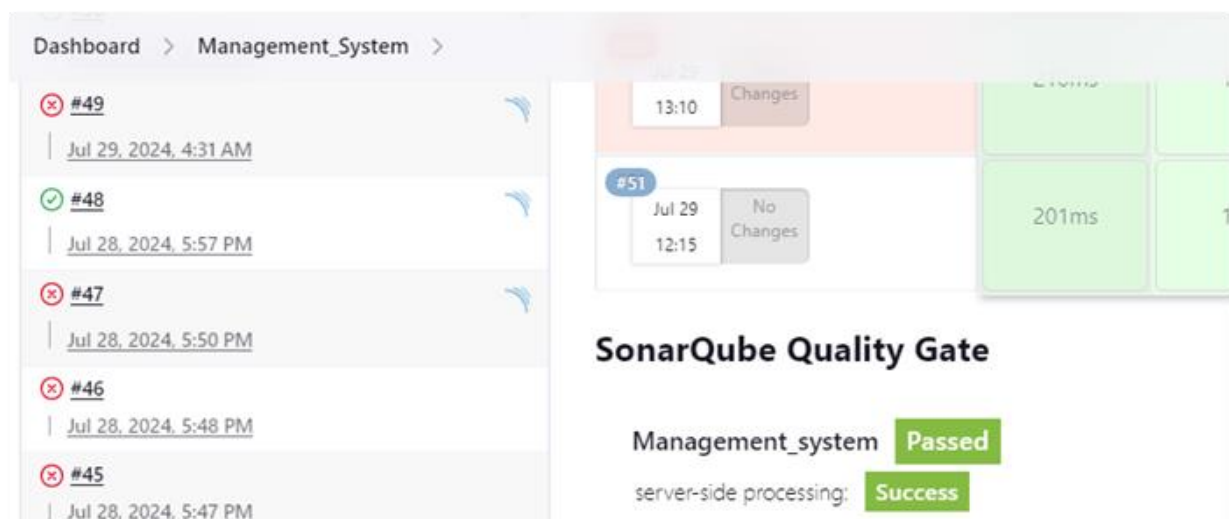 Dashboard > Management_System >
#49
Jul 29, 2024, 4:31 AM
#48
Jul 28, 2024, 5:57 PM
#47
Jul 28, 2024, 5:50 PM
#46
Jul 28, 2024, 5:48 PM
#45
Jul 28, 2024, 5:47 PM
13:10
Changes
#51
Jul 29
12:15
No
Changes
201ms
SonarQube Quality Gate
Management_system Passed
server-side processing: Success